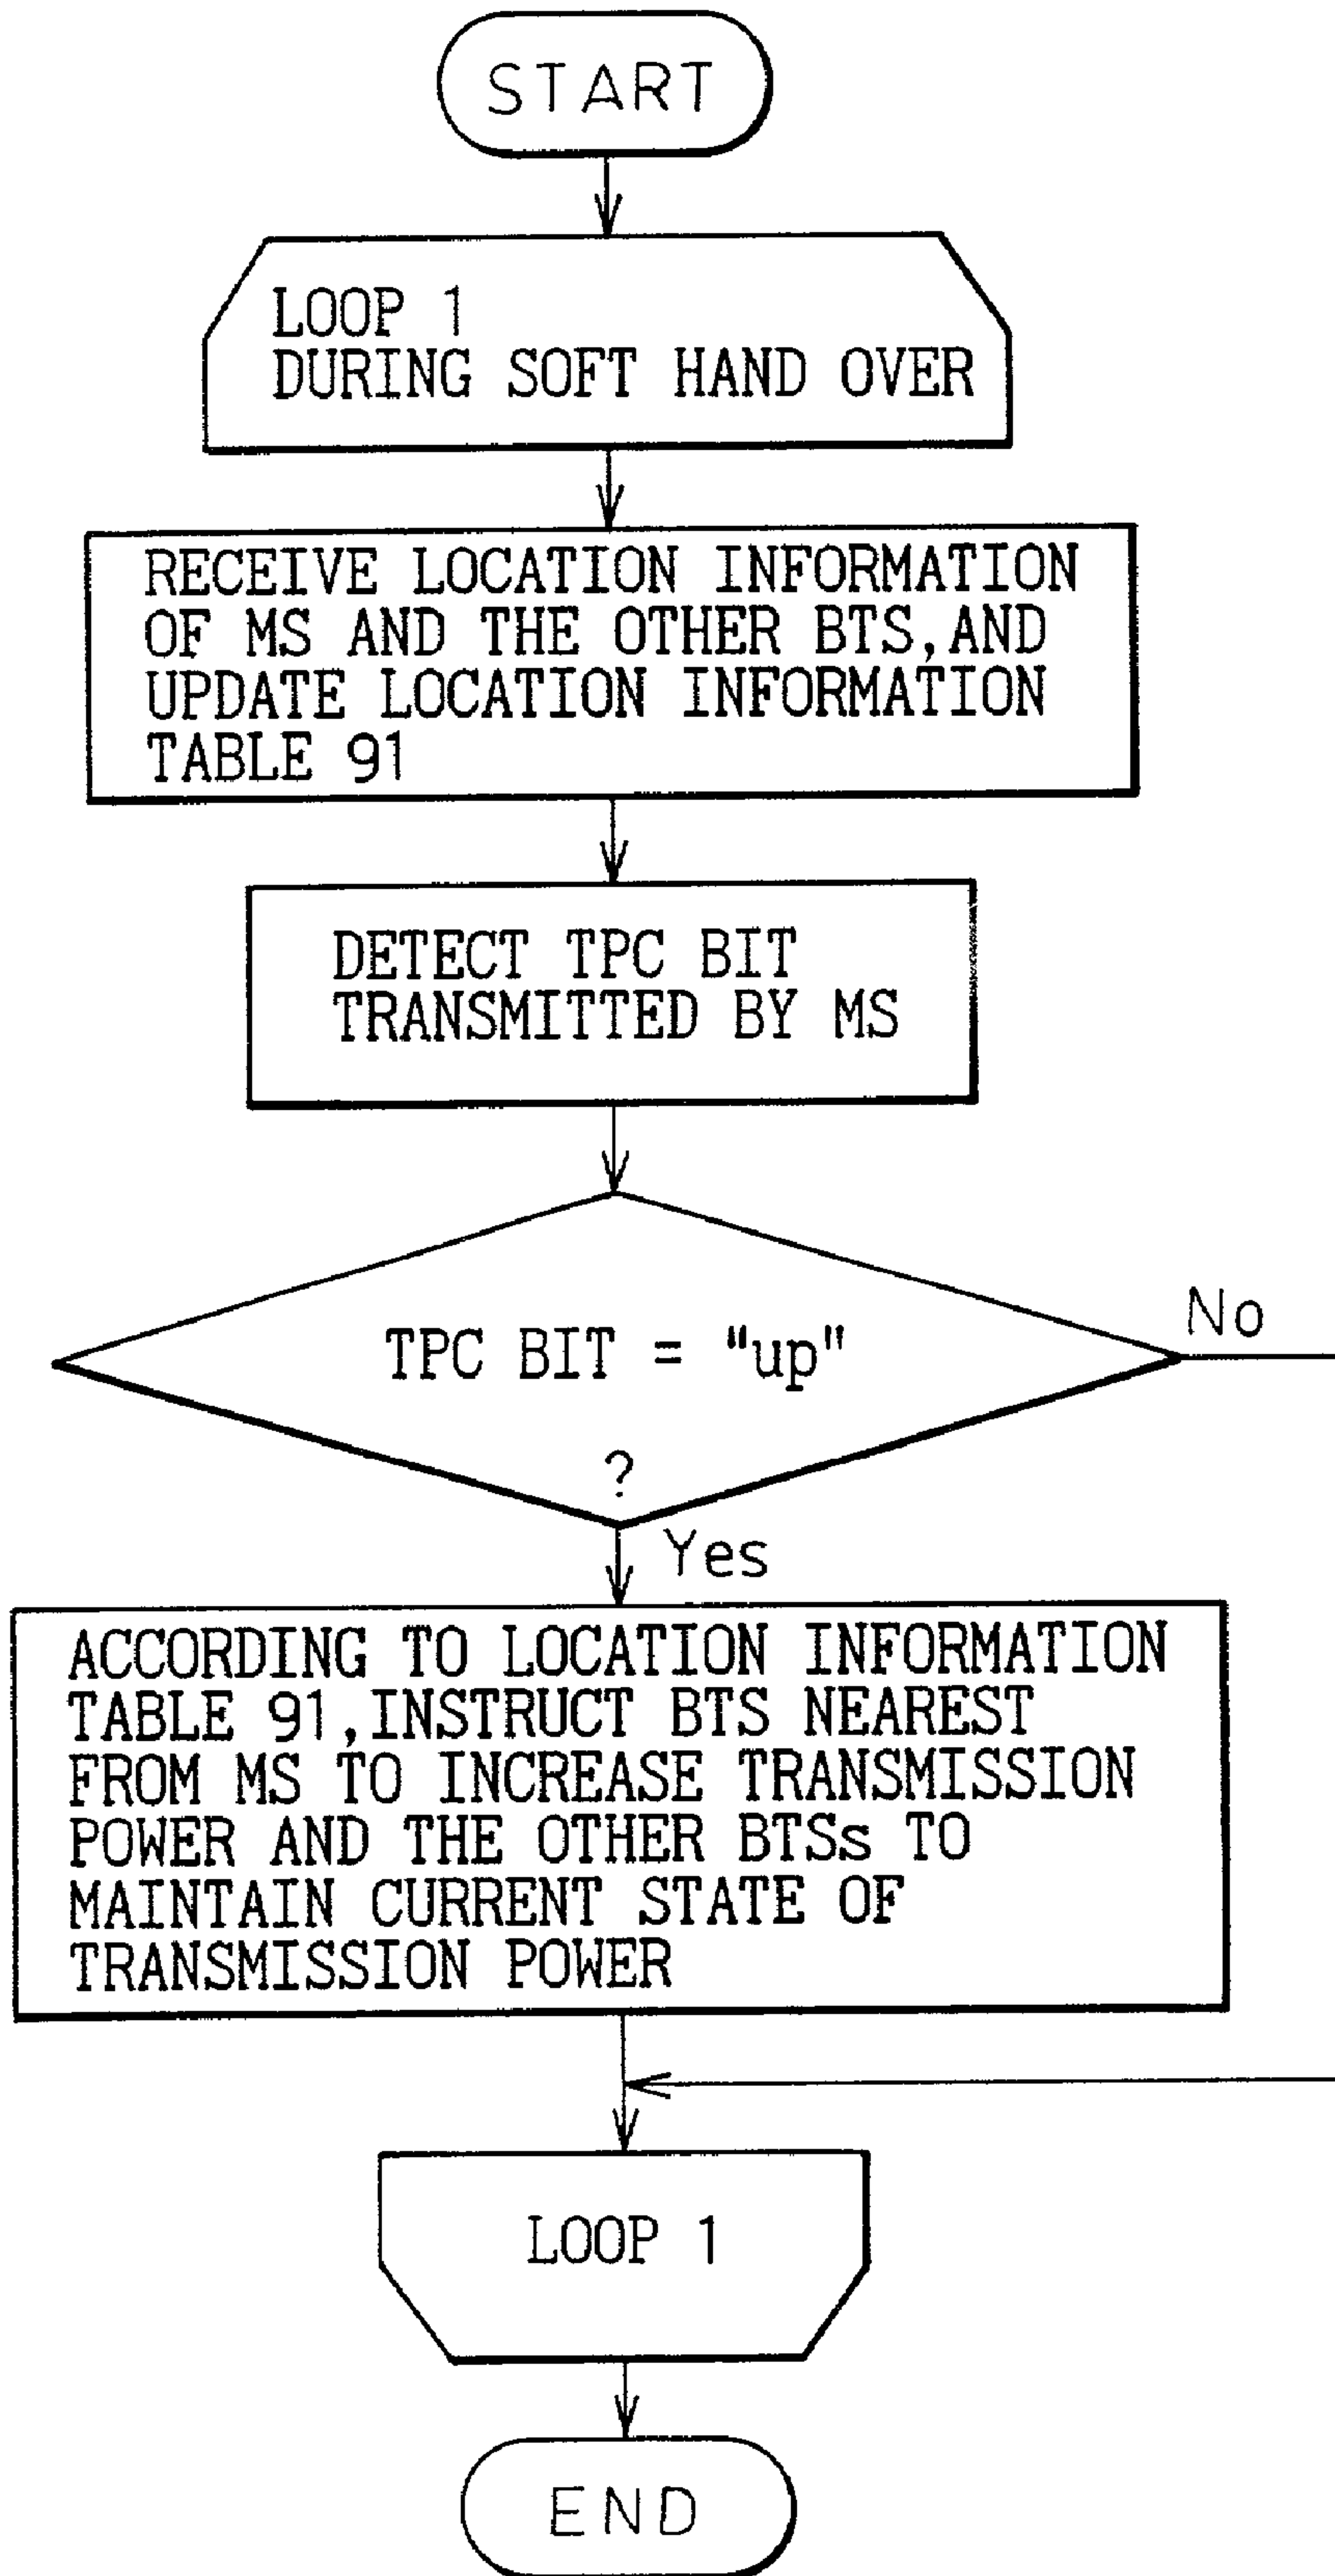 START
LOOP 1
DURING SOFT HAND OVER
RECEIVE LOCATION INFORMATION
OF MS AND THE OTHER BTS,AND
UPDATE LOCATION INFORMATION
TABLE 91
DETECT TPC BIT
TRANSMITTED BY MS
TPC BIT = "up"
?
No
Yes
ACCORDING TO LOCATION INFORMATION
TABLE 91,INSTRUCT BTS NEAREST
FROM MS TO INCREASE TRANSMISSION
POWER AND THE OTHER BTSs TO
MAINTAIN CURRENT STATE OF
TRANSMISSION POWER
LOOP 1
END